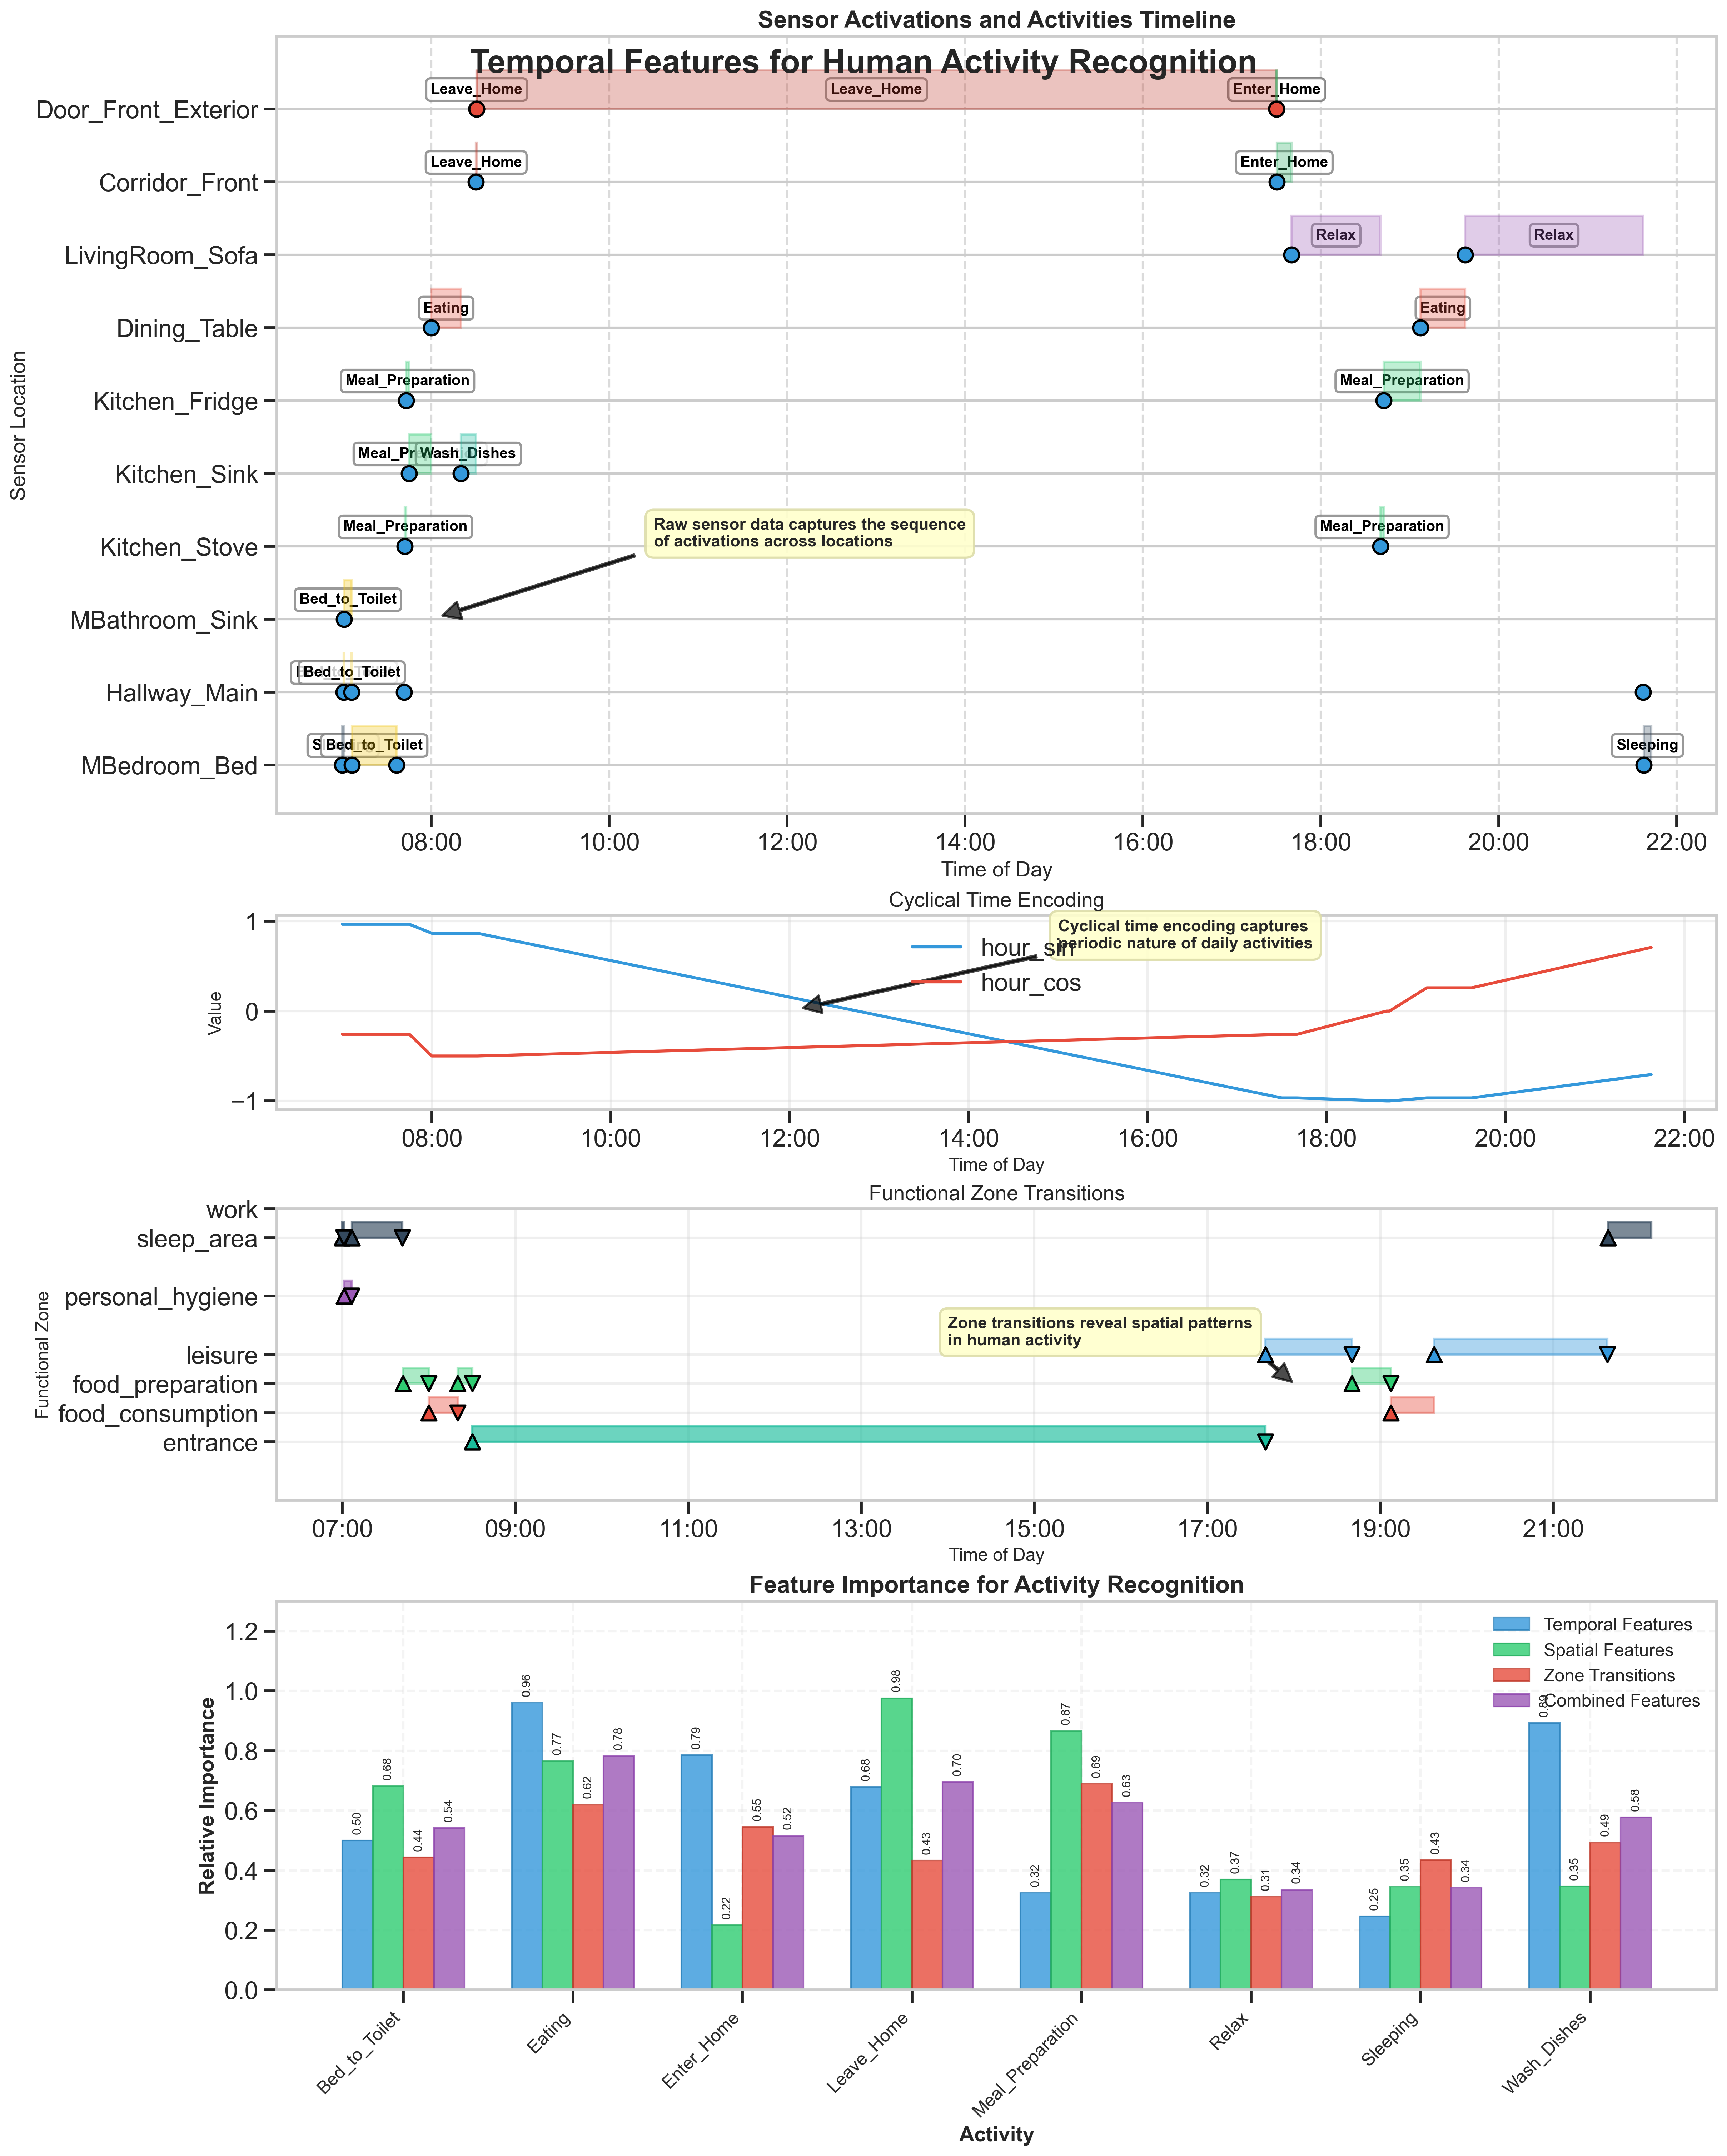 Sensor Activations and Activities Timeline
Temporal Features for Human Activity Recognition
Sensor Location
Door_Front_Exterior
Leave_Home
Leave_Home
Enter_Home
Corridor_Front
Leave_Home
Enter_Home
LivingRoom_Sofa
Relax
Relax
Dining_Table
Eating
Eating
Kitchen_Fridge
Meal_Preparation
Meal_Preparation
Kitchen_Sink
Meal_Pr
Wash_Dishes
Kitchen_Stove
Meal_Preparation
Meal_Preparation
Raw sensor data captures the sequence
of activations across locations
MBathroom_Sink
Bed_to_Toilet
Hallway_Main
Bed_to_Toilet
MBedroom_Bed
Bed_to_Toilet
Sleeping
08:00 10:00 12:00 14:00 16:00 18:00 20:00 22:00
Time of Day
Cyclical Time Encoding
Value
1
0
−1
hour_sin
hour_cos
Cyclical time encoding captures
periodic nature of daily activities
08:00 10:00 12:00 14:00 16:00 18:00 20:00 22:00
Time of Day
Functional Zone Transitions
Functional Zone
work
sleep_area
personal_hygiene
leisure
food_preparation
food_consumption
entrance
Zone transitions reveal spatial patterns
in human activity
07:00 09:00 11:00 13:00 15:00 17:00 19:00 21:00
Time of Day
Feature Importance for Activity Recognition
Relative Importance
1.2
1.0
0.8
0.6
0.4
0.2
0.0
Temporal Features
Spatial Features
Zone Transitions
Combined Features
0.50 0.68 0.44 0.54
0.96 0.77 0.62 0.78
0.79 0.22 0.55 0.52
0.68 0.98 0.43 0.70
0.32 0.87 0.69 0.63
0.32 0.37 0.31 0.34
0.25 0.35 0.43 0.34
0.89 0.35 0.49 0.58
Bed_to_Toilet
Eating
Enter_Home
Leave_Home
Meal_Preparation
Relax
Sleeping
Wash_Dishes
Activity